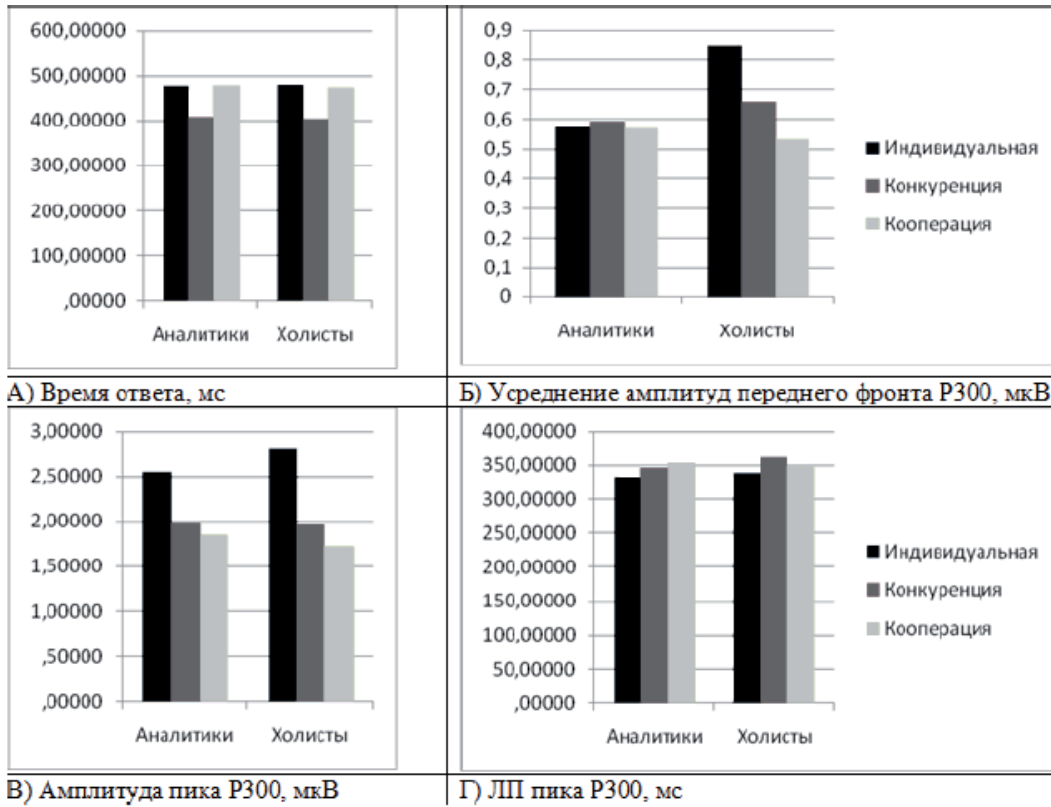 600,00000
500,00000
400,00000
300,00000
200,00000
100,00000
,00000
Аналитики Холисты
0,9
0,8
0,7
0,6
0,5
0,4
0,3
0,2
0,1
0
Аналитики Холисты
Индивидуальная
Конкуренция
Кооперация
А) Время ответа, мс
Б) Усреднение амплитуд переднего фронта Р300, мкВ
3,00000
2,50000
2,00000
1,50000
1,00000
,50000
,00000
Аналитики Холисты
400,00000
350,00000
300,00000
250,00000
200,00000
150,00000
100,00000
50,00000
,00000
Аналитики Холисты
Индивидуальная
Конкуренция
Кооперация
В) Амплитуда пика Р300, мкВ
Г) ЛП пика Р300, мс